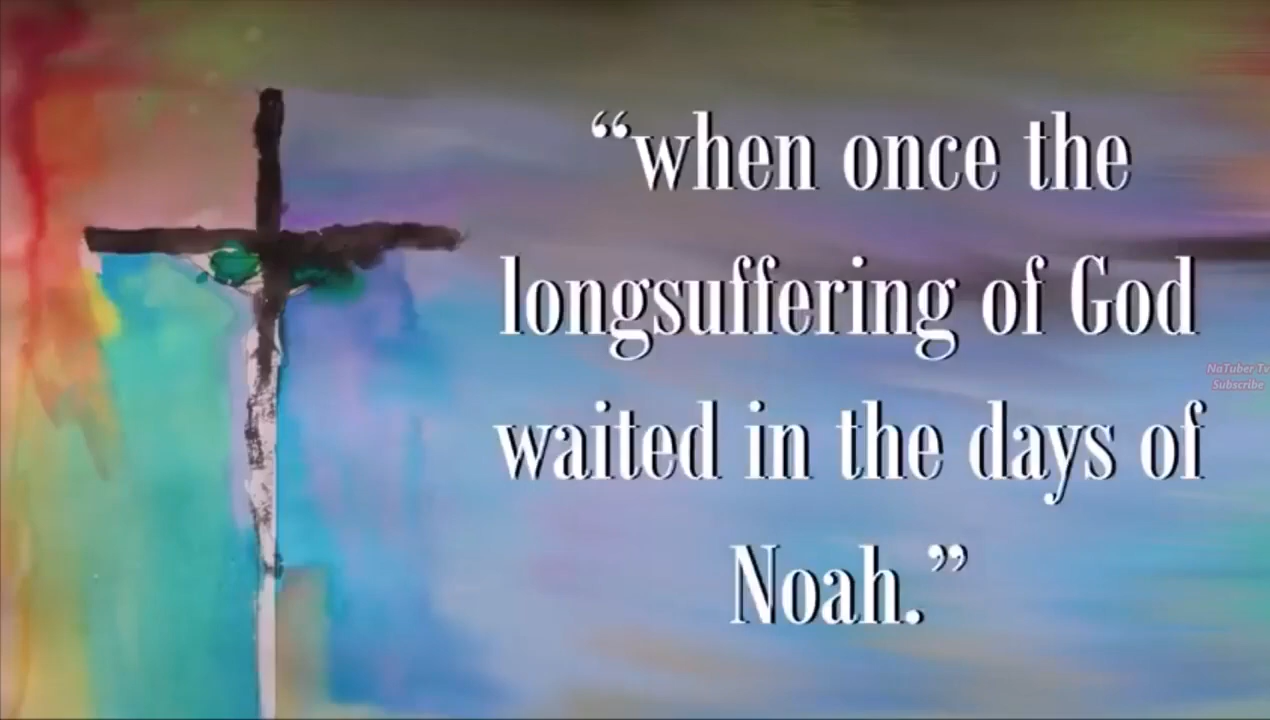 “when once the
longsuffering of God
waited in the days of
Noah.”
NaTuber Tv
Subscribe